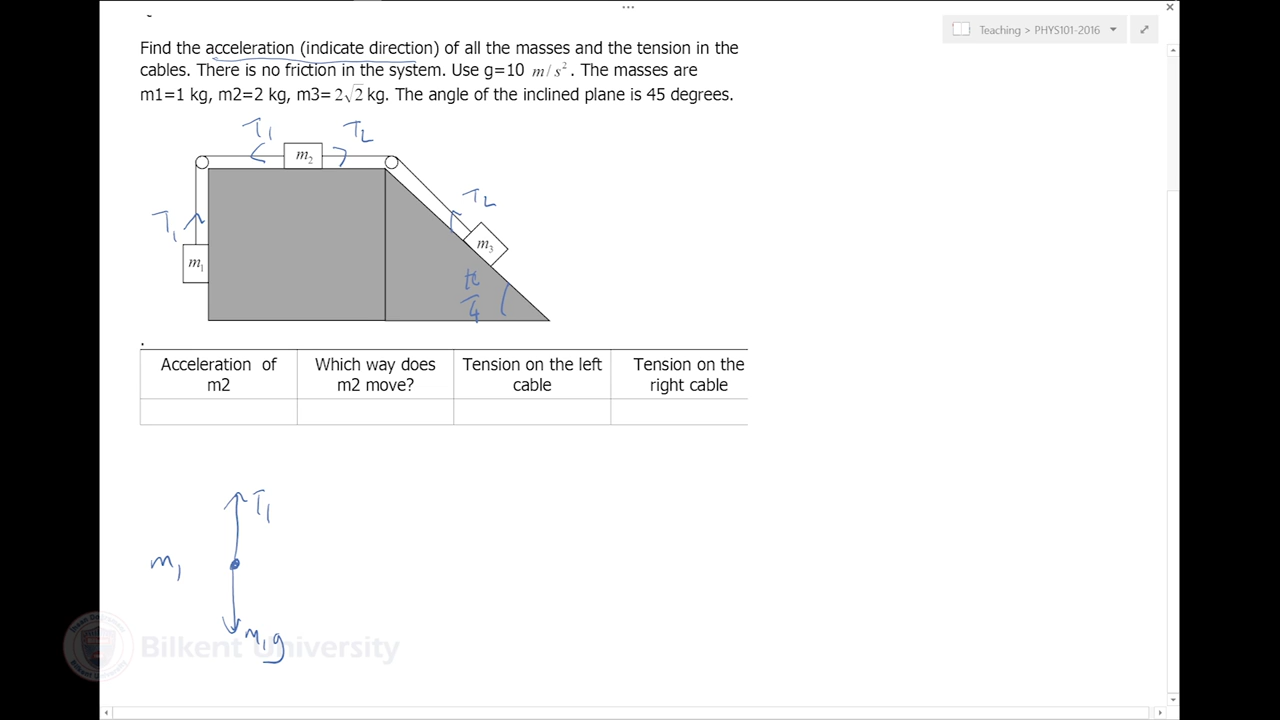 Teaching > PHYS101-2016
Find the acceleration (indicate direction) of all the masses and the tension in the
cables. There is no friction in the system. Use g=10 m/s². The masses are
m1=1 kg, m2=2 kg, m3= 2√2 kg. The angle of the inclined plane is 45 degrees.
T₁ T₂
m₂
T₂
T₁
m₃
m₁
π/4
Acceleration of m2
Which way does m2 move?
Tension on the left cable
Tension on the right cable
T₁
m₁
m₁g
Bilkent University